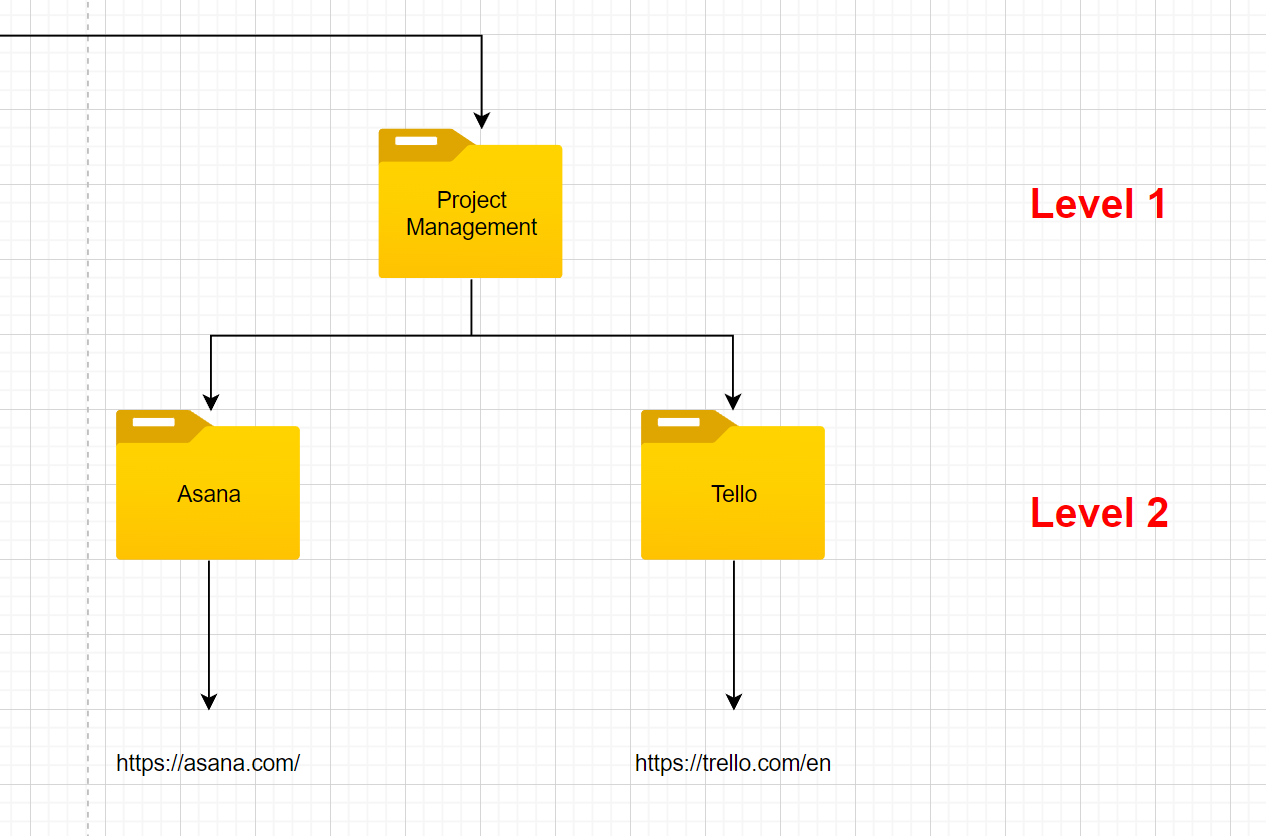 Project
Management
Level 1
Asana
Tello
Level 2
https://asana.com/
https://trello.com/en